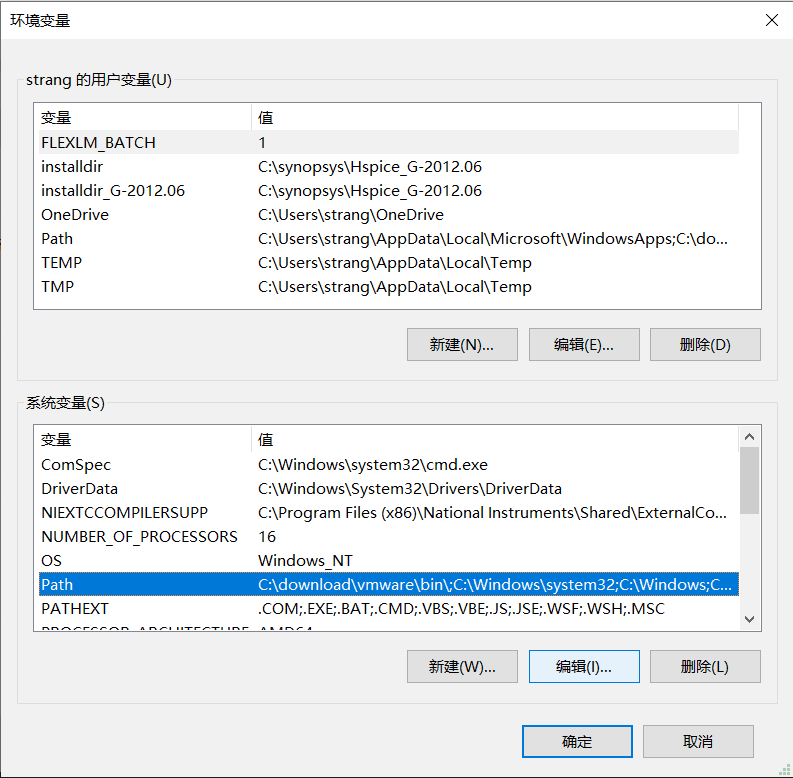 环境变量
strang 的用户变量(U)
变量 值
FLEXLM_BATCH 1
installdir C:\synopsys\Hspice_G-2012.06
installdir_G-2012.06 C:\synopsys\Hspice_G-2012.06
OneDrive C:\Users\strang\OneDrive
Path C:\Users\strang\AppData\Local\Microsoft\WindowsApps;C:\do...
TEMP C:\Users\strang\AppData\Local\Temp
TMP C:\Users\strang\AppData\Local\Temp
新建(N)... 编辑(E)... 删除(D)
系统变量(S)
变量 值
ComSpec C:\Windows\system32\cmd.exe
DriverData C:\Windows\System32\Drivers\DriverData
NIEXTCCOMPILERSUPP C:\Program Files (x86)\National Instruments\Shared\ExternalCo...
NUMBER_OF_PROCESSORS 16
OS Windows_NT
Path C:\download\vmware\bin\;C:\Windows\system32;C:\Windows;C...
PATHEXT .COM;.EXE;.BAT;.CMD;.VBS;.VBE;.JS;.JSE;.WSF;.WSH;.MSC
PROCESSOR_ARCHITECTURE AMD64
新建(W)... 编辑(I)... 删除(L)
确定 取消